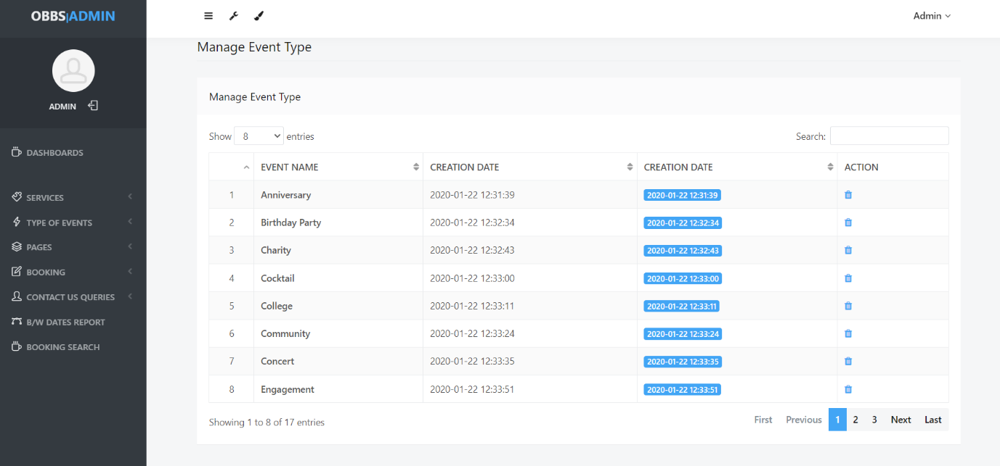 OBBS|ADMIN
Admin
ADMIN
DASHBOARDS
SERVICES
TYPE OF EVENTS
PAGES
BOOKING
CONTACT US QUERIES
B/W DATES REPORT
BOOKING SEARCH
Manage Event Type
Manage Event Type
Show 8 entries Search:
EVENT NAME CREATION DATE CREATION DATE ACTION
1 Anniversary 2020-01-22 12:31:39 2020-01-22 12:31:39
2 Birthday Party 2020-01-22 12:32:34 2020-01-22 12:32:34
3 Charity 2020-01-22 12:32:43 2020-01-22 12:32:43
4 Cocktail 2020-01-22 12:33:00 2020-01-22 12:33:00
5 College 2020-01-22 12:33:11 2020-01-22 12:33:11
6 Community 2020-01-22 12:33:24 2020-01-22 12:33:24
7 Concert 2020-01-22 12:33:35 2020-01-22 12:33:35
8 Engagement 2020-01-22 12:33:51 2020-01-22 12:33:51
Showing 1 to 8 of 17 entries First Previous 1 2 3 Next Last